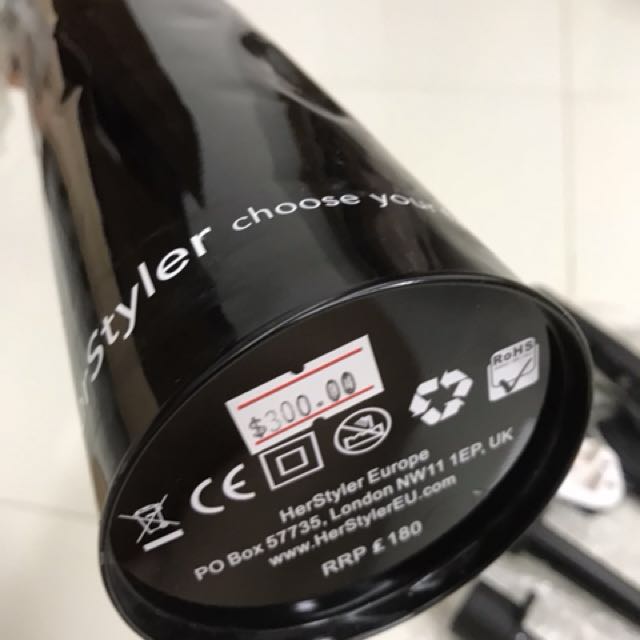 Styler choose your
$300.00
CE
RoHS
HerStyler Europe
PO Box 57735, London NW11 1EP, UK
www.HerStylerEU.com
RRP £180